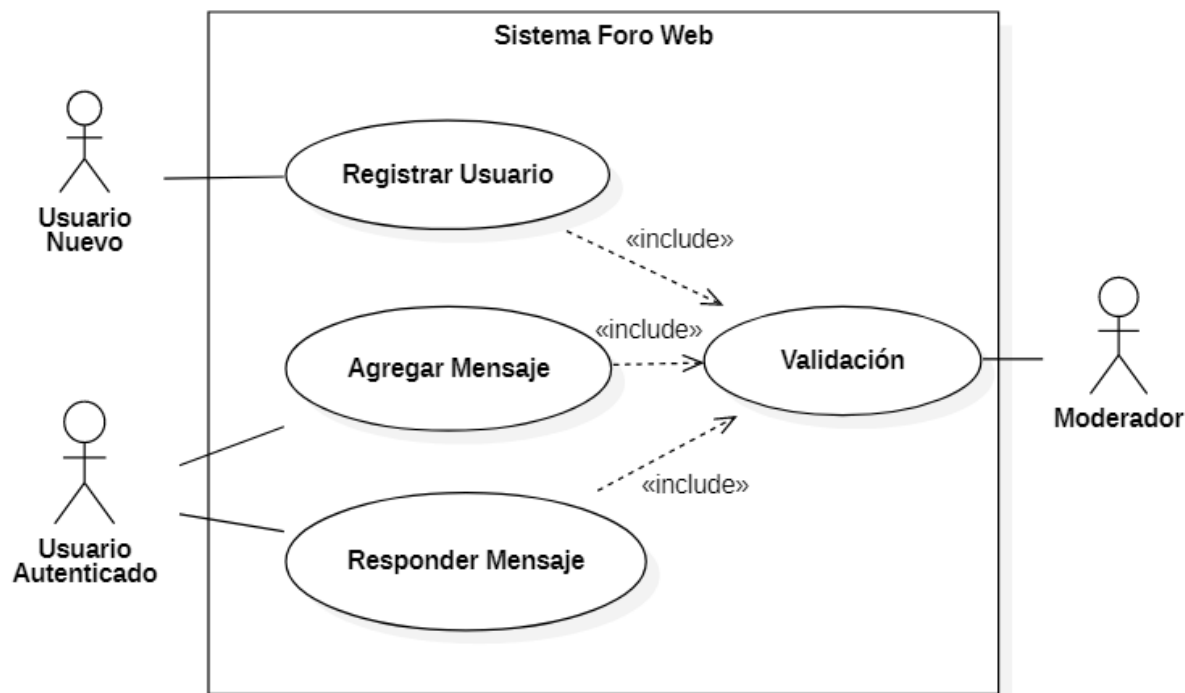 Sistema Foro Web
Registrar Usuario
Usuario
Nuevo
«include»
«include»
Agregar Mensaje
Validación
Moderador
«include»
Responder Mensaje
Usuario
Autenticado